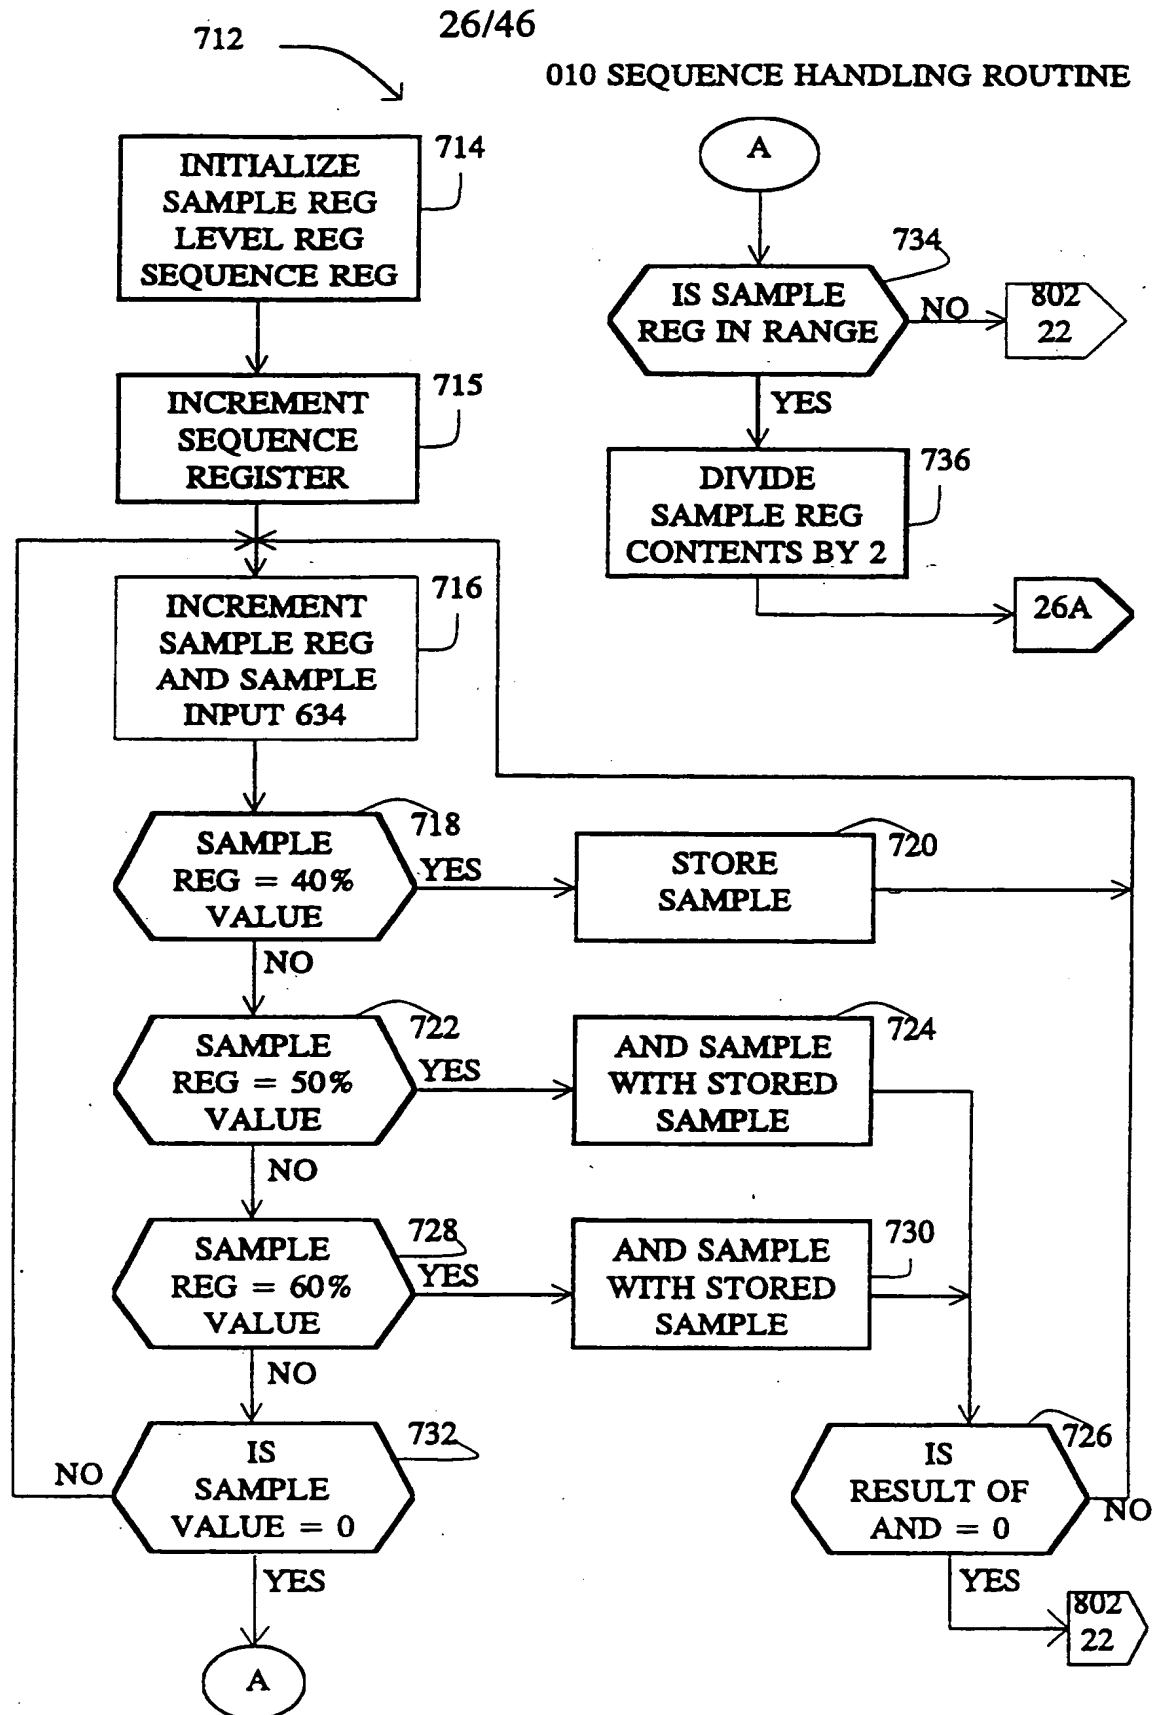 26/46
712
010 SEQUENCE HANDLING ROUTINE
714
INITIALIZE
SAMPLE REG
LEVEL REG
SEQUENCE REG
715
INCREMENT
SEQUENCE
REGISTER
716
INCREMENT
SAMPLE REG
AND SAMPLE
INPUT 634
718
SAMPLE
REG = 40%
VALUE
YES
NO
720
STORE
SAMPLE
722
SAMPLE
REG = 50%
VALUE
YES
NO
724
AND SAMPLE
WITH STORED
SAMPLE
728
SAMPLE
REG = 60%
VALUE
YES
NO
730
AND SAMPLE
WITH STORED
SAMPLE
732
IS
SAMPLE
VALUE = 0
NO
YES
A
726
IS
RESULT OF
AND = 0
NO
YES
802
22
A
734
IS SAMPLE
REG IN RANGE
NO
802
22
YES
736
DIVIDE
SAMPLE REG
CONTENTS BY 2
26A